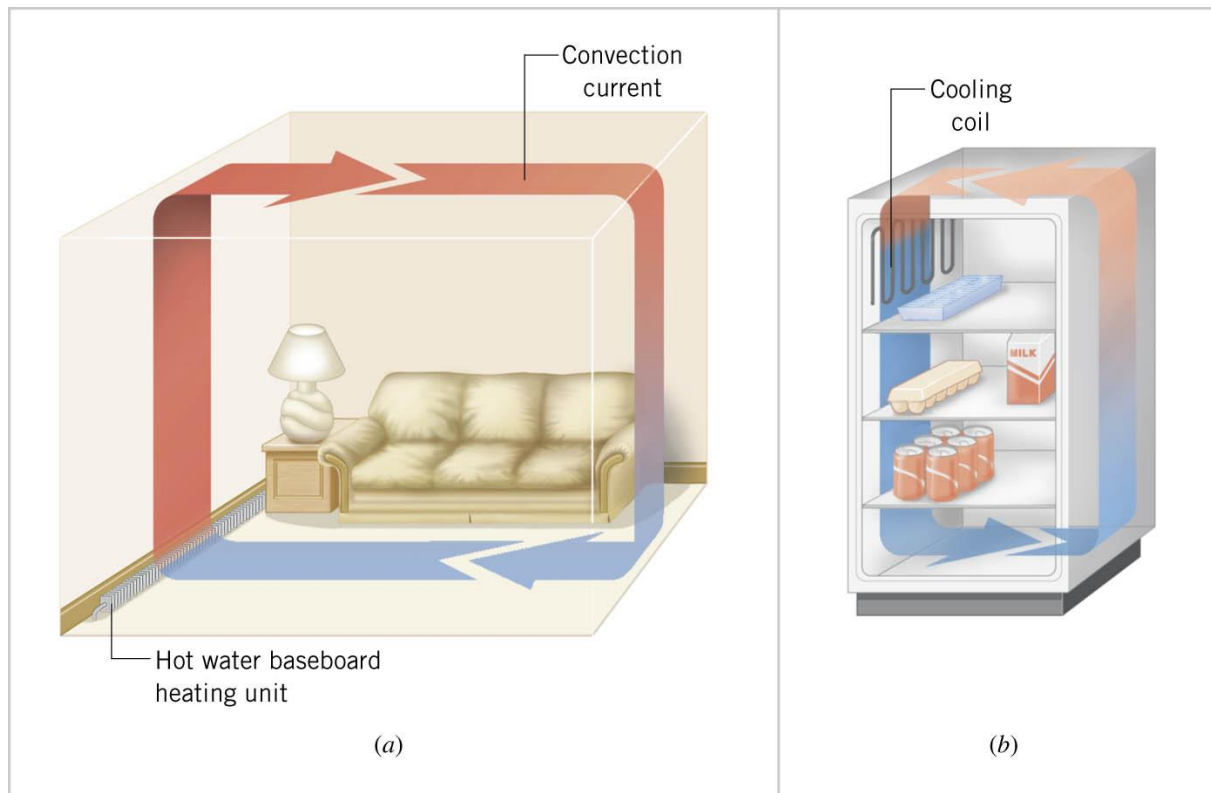 Convection
current
Hot water baseboard
heating unit
(a)
Cooling
coil
MILK
(b)